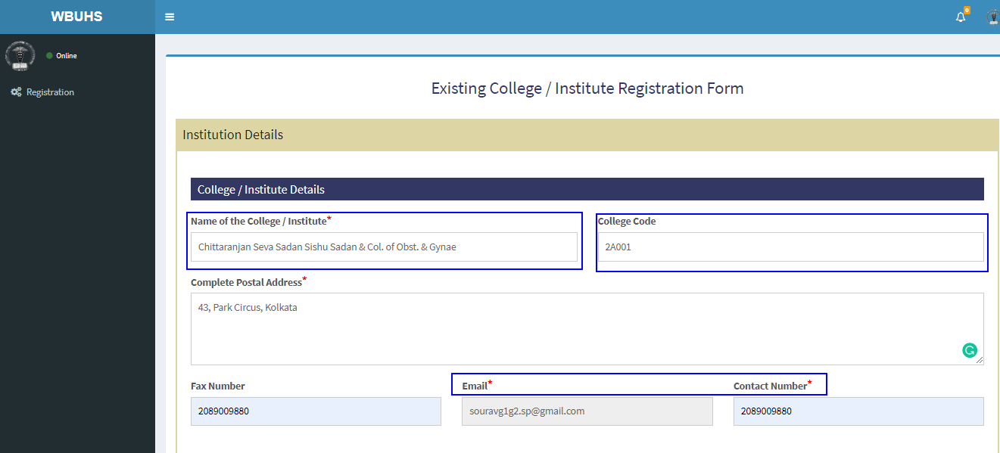 WBUHS
0
Online
Registration
Existing College / Institute Registration Form
Institution Details
College / Institute Details
Name of the College / Institute* College Code
Chittaranjan Seva Sadan Sishu Sadan & Col. of Obst. & Gynae 2A001
Complete Postal Address*
43, Park Circus, Kolkata
Fax Number Email* Contact Number*
2089009880 souravg1g2.sp@gmail.com 2089009880